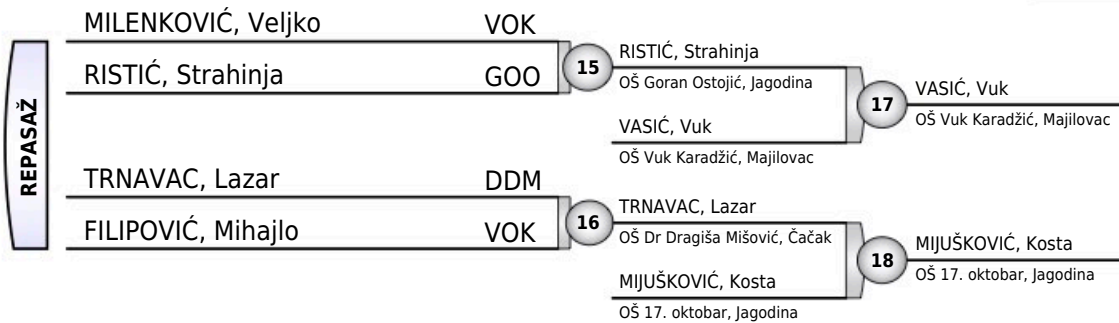 REPASAŽ
MILENKOVIĆ, Veljko VOK
RISTIĆ, Strahinja GOO
15
RISTIĆ, Strahinja
OŠ Goran Ostojić, Jagodina
VASIĆ, Vuk
OŠ Vuk Karadžić, Majilovac
17
VASIĆ, Vuk
OŠ Vuk Karadžić, Majilovac
TRNAVAC, Lazar DDM
FILIPOVIĆ, Mihajlo VOK
16
TRNAVAC, Lazar
OŠ Dr Dragiša Mišović, Čačak
MIJUŠKOVIĆ, Kosta
OŠ 17. oktobar, Jagodina
18
MIJUŠKOVIĆ, Kosta
OŠ 17. oktobar, Jagodina